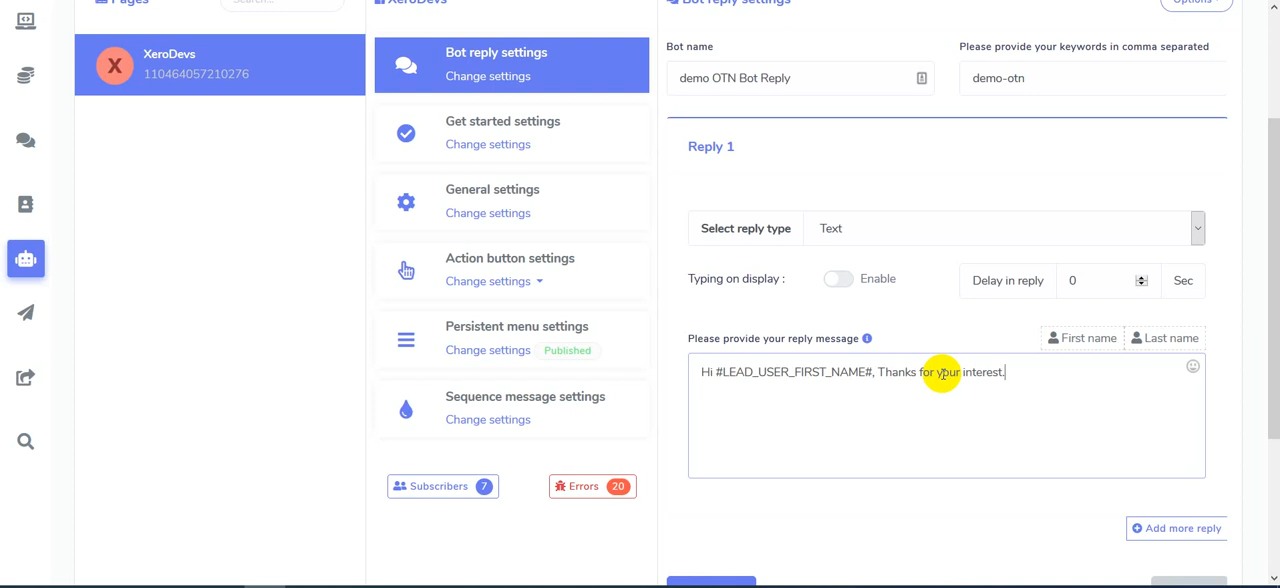 Pages
Search...
X
XeroDevs
110464057210276
XeroDevs
Bot reply settings
Change settings
Get started settings
Change settings
General settings
Change settings
Action button settings
Change settings
Persistent menu settings
Change settings Published
Sequence message settings
Change settings
Subscribers 7
Errors 20
Bot reply settings
Options
Bot name
Please provide your keywords in comma separated
demo OTN Bot Reply
demo-otn
Reply 1
Select reply type Text
Typing on display : Enable
Delay in reply 0 Sec
Please provide your reply message
First name
Last name
Hi #LEAD_USER_FIRST_NAME#, Thanks for your interest.
Add more reply